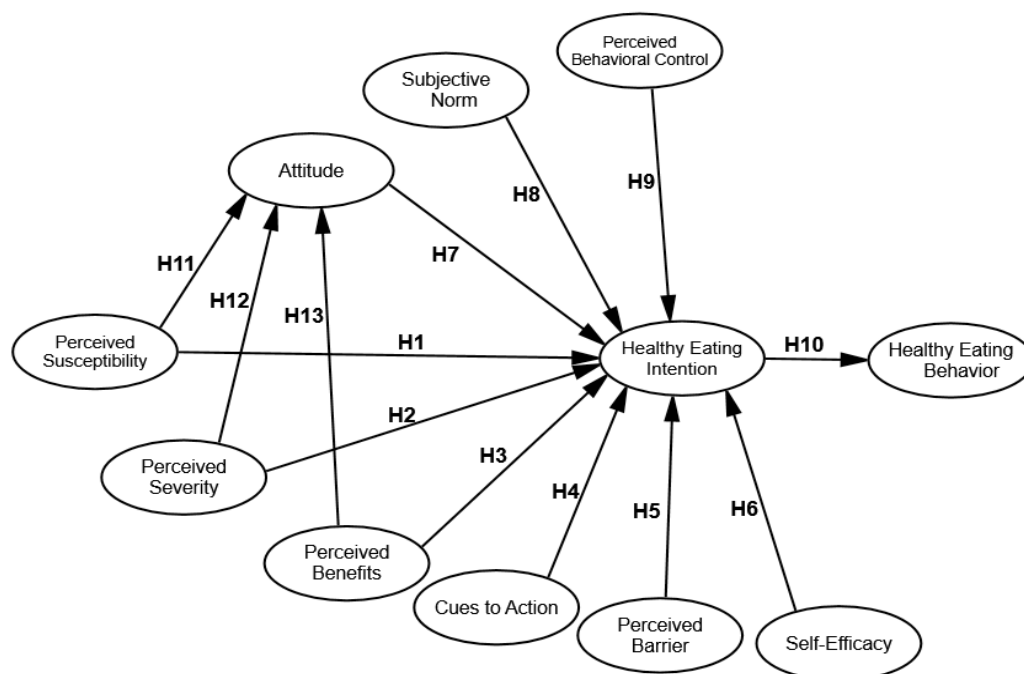 Perceived
Behavioral Control
Subjective
Norm
Attitude
H8
H9
H7
H11
H12
H13
Perceived
Susceptibility
H1
Healthy Eating
Intention
H10
Healthy Eating
Behavior
H2
H3
H4
H5
H6
Perceived
Severity
Perceived
Benefits
Cues to Action
Perceived
Barrier
Self-Efficacy